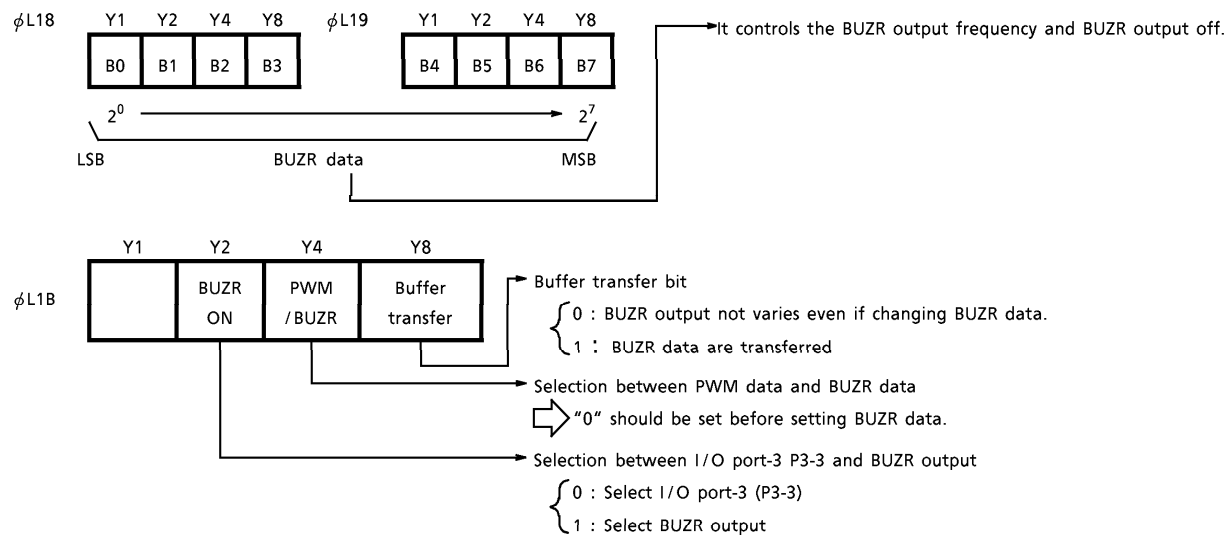 φL18 Y1 Y2 Y4 Y8 φL19 Y1 Y2 Y4 Y8
It controls the BUZR output frequency and BUZR output off.
B0 B1 B2 B3 B4 B5 B6 B7
2⁰ 2⁷
LSB BUZR data MSB
Y1 Y2 Y4 Y8
φL1B
BUZR ON
PWM /BUZR
Buffer transfer
Buffer transfer bit
0 : BUZR output not varies even if changing BUZR data.
1 : BUZR data are transferred
Selection between PWM data and BUZR data
"0" should be set before setting BUZR data.
Selection between I/O port-3 P3-3 and BUZR output
0 : Select I/O port-3 (P3-3)
1 : Select BUZR output